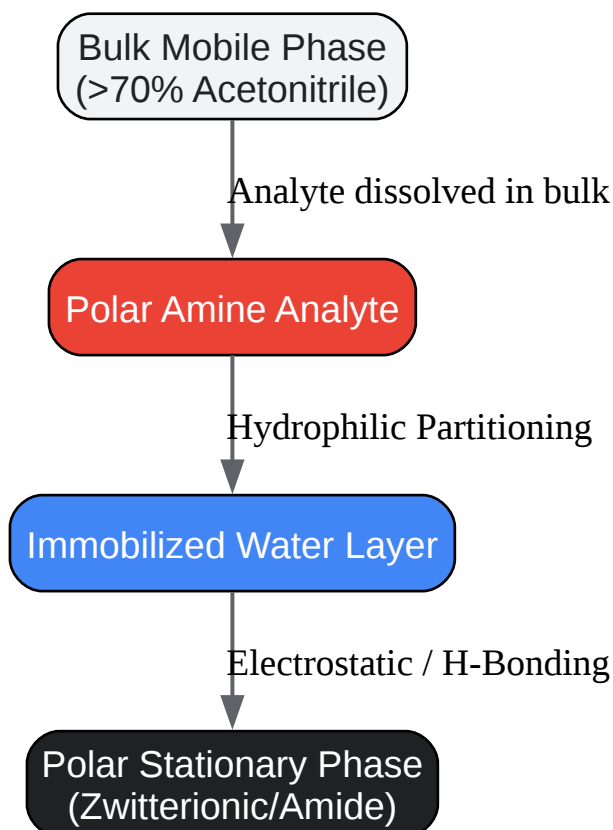 Bulk Mobile Phase
(>70% Acetonitrile)
Analyte dissolved in bulk
Polar Amine Analyte
Hydrophilic Partitioning
Immobilized Water Layer
Electrostatic / H-Bonding
Polar Stationary Phase
(Zwitterionic/Amide)